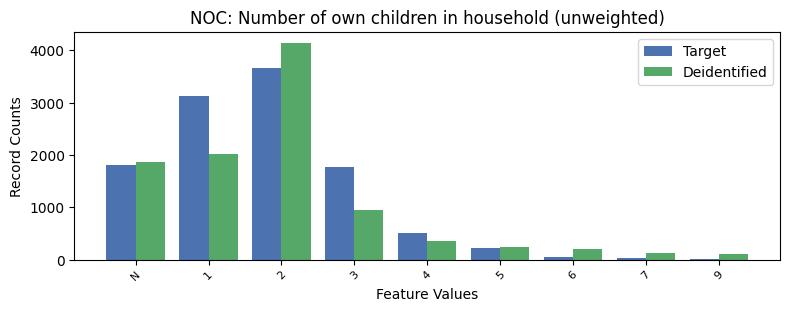 NOC: Number of own children in household (unweighted)
Target
Deidentified
Record Counts
4000
3000
2000
1000
0
N 1 2 3 4 5 6 7 9
Feature Values